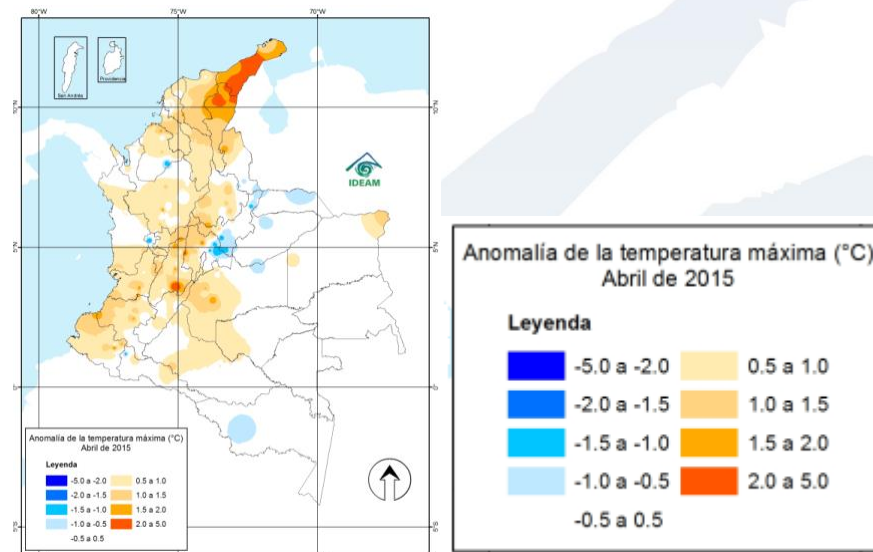 80°W
75°W
70°W
San Andrés
Providencia
10°N
10°N
IDEAM
5°N
5°N
5°
5°
5°S
5°S
Anomalía de la temperatura máxima (°C)
Abril de 2015
Leyenda
-5.0 a -2.0
0.5 a 1.0
-2.0 a -1.5
1.0 a 1.5
-1.5 a -1.0
1.5 a 2.0
-1.0 a -0.5
2.0 a 5.0
-0.5 a 0.5
Anomalía de la temperatura máxima (°C)
Abril de 2015
Leyenda
-5.0 a -2.0
0.5 a 1.0
-2.0 a -1.5
1.0 a 1.5
-1.5 a -1.0
1.5 a 2.0
-1.0 a -0.5
2.0 a 5.0
-0.5 a 0.5